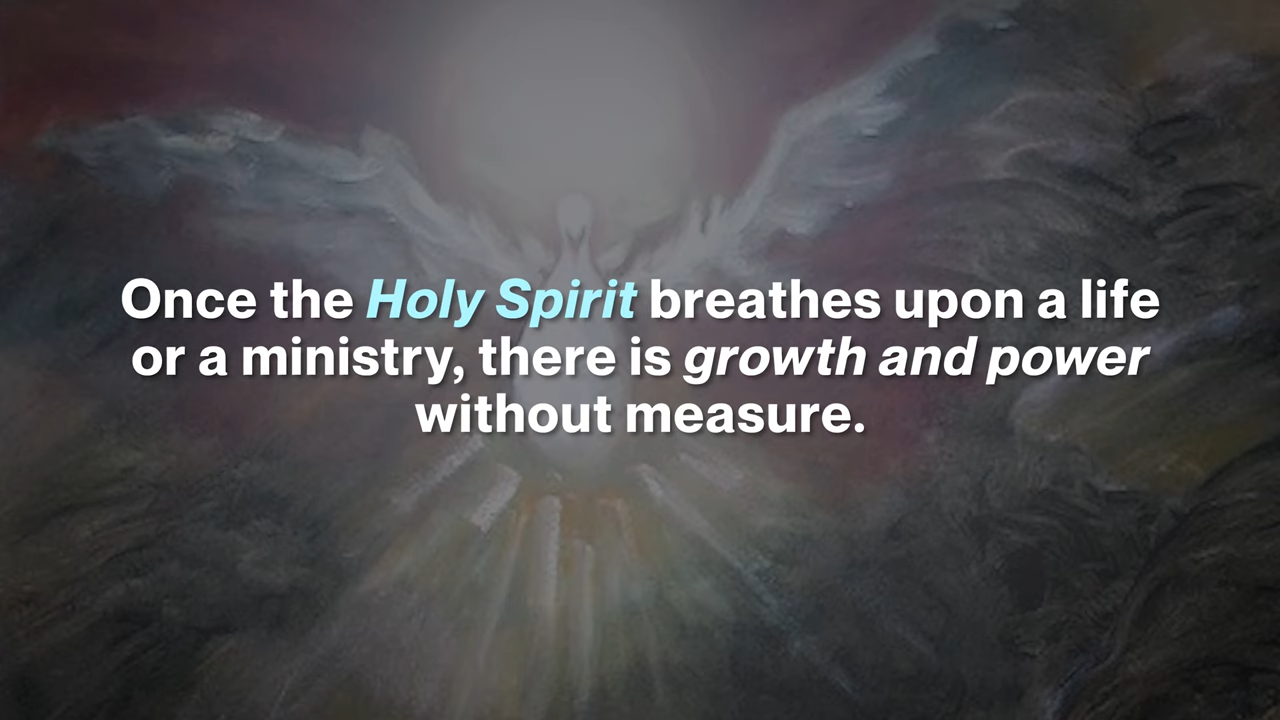 Once the Holy Spirit breathes upon a life
or a ministry, there is growth and power
without measure.